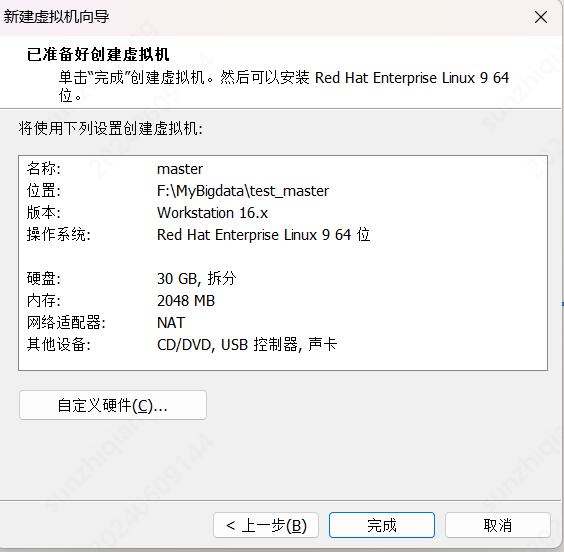 新建虚拟机向导
已准备好创建虚拟机
单击“完成”创建虚拟机。然后可以安装 Red Hat Enterprise Linux 9 64
位。
将使用下列设置创建虚拟机:
名称: master
位置: F:\MyBigdata\test_master
版本: Workstation 16.x
操作系统: Red Hat Enterprise Linux 9 64 位
硬盘: 30 GB, 拆分
内存: 2048 MB
网络适配器: NAT
其他设备: CD/DVD, USB 控制器, 声卡
自定义硬件(C)...
< 上一步(B)
完成
取消